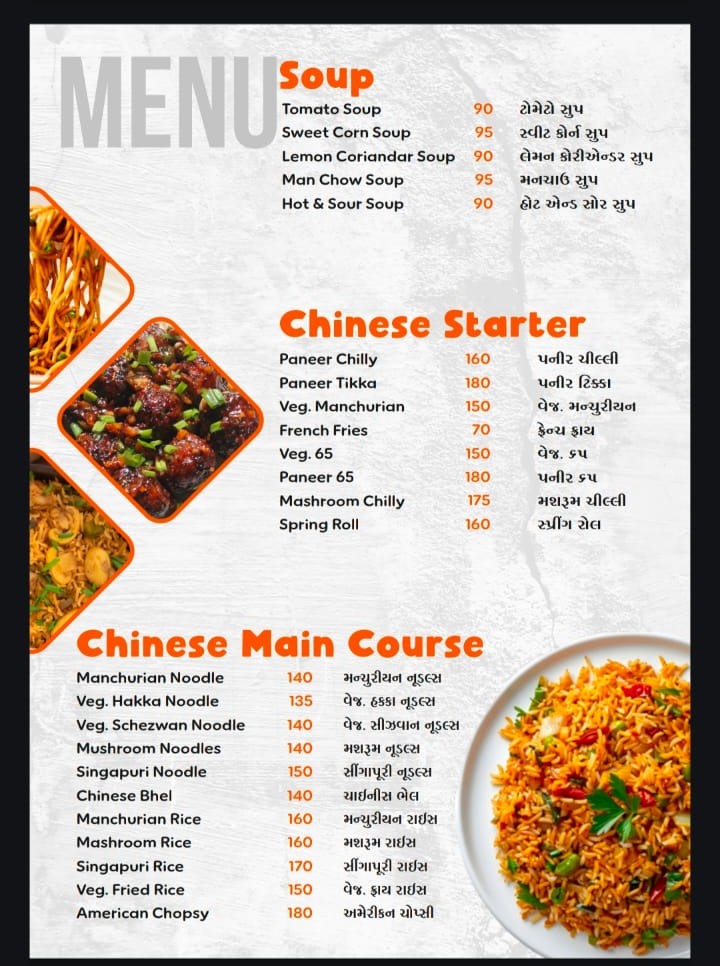 MENU
Soup
Tomato Soup 90 ટોમેટો સુપ
Sweet Corn Soup 95 સ્વીટ કોર્ન સુપ
Lemon Coriandar Soup 90 લેમન કોરીએન્ડર સુપ
Man Chow Soup 95 મનચાઉ સુપ
Hot & Sour Soup 90 હોટ એન્ડ સોર સુપ
Chinese Starter
Paneer Chilly 160 પનીર ચીલ્લી
Paneer Tikka 180 પનીર ટિક્કા
Veg. Manchurian 150 વેજ. મન્ચુરીયન
French Fries 70 ફ્રેન્ચ ફ્રાય
Veg. 65 150 વેજ. ૬૫
Paneer 65 180 પનીર ૬૫
Mashroom Chilly 175 મશરૂમ ચીલ્લી
Spring Roll 160 સ્પ્રીંગ રોલ
Chinese Main Course
Manchurian Noodle 140 મન્ચુરીયન નૂડલ્સ
Veg. Hakka Noodle 135 વેજ. હક્કા નૂડલ્સ
Veg. Schezwan Noodle 140 વેજ. સીઝવાન નૂડલ્સ
Mushroom Noodles 140 મશરૂમ નૂડલ્સ
Singapuri Noodle 150 સીંગાપૂરી નૂડલ્સ
Chinese Bhel 140 ચાઇનીસ ભેલ
Manchurian Rice 160 મન્ચુરીયન રાઈસ
Mashroom Rice 160 મશરૂમ રાઈસ
Singapuri Rice 170 સીંગાપૂરી રાઈસ
Veg. Fried Rice 150 વેજ. ફ્રાય રાઈસ
American Chopsy 180 અમેરીકન ચોપ્સી